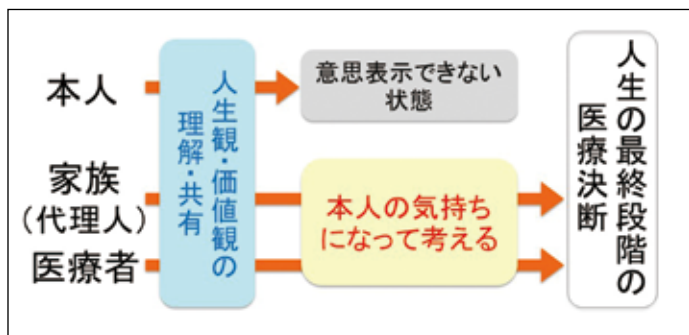 本人
家族
(代理人)
医療者
人生観・価値観の
理解・共有
意思表示できない
状態
本人の気持ち
になって考える
人生の最終段階の
医療決断